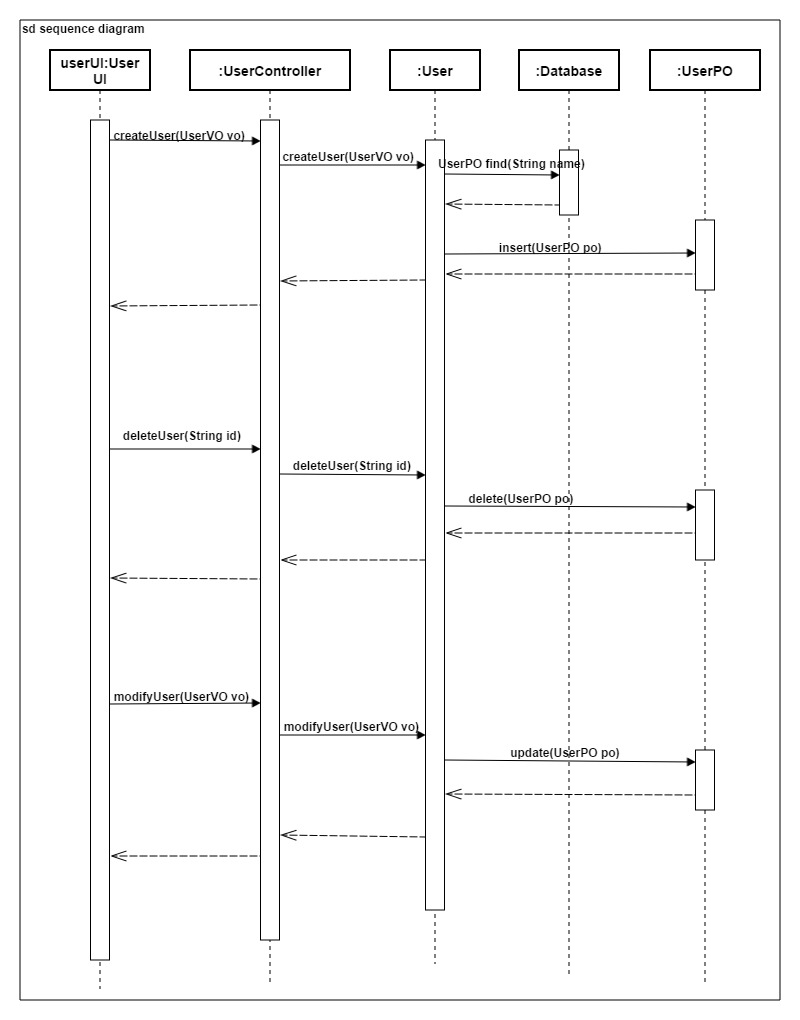 sd sequence diagram
userUI:User
UI
:UserController
:User
:Database
:UserPO
createUser(UserVO vo)
createUser(UserVO vo)
UserPO find(String name)
insert(UserPO po)
deleteUser(String id)
deleteUser(String id)
delete(UserPO po)
modifyUser(UserVO vo)
modifyUser(UserVO vo)
update(UserPO po)